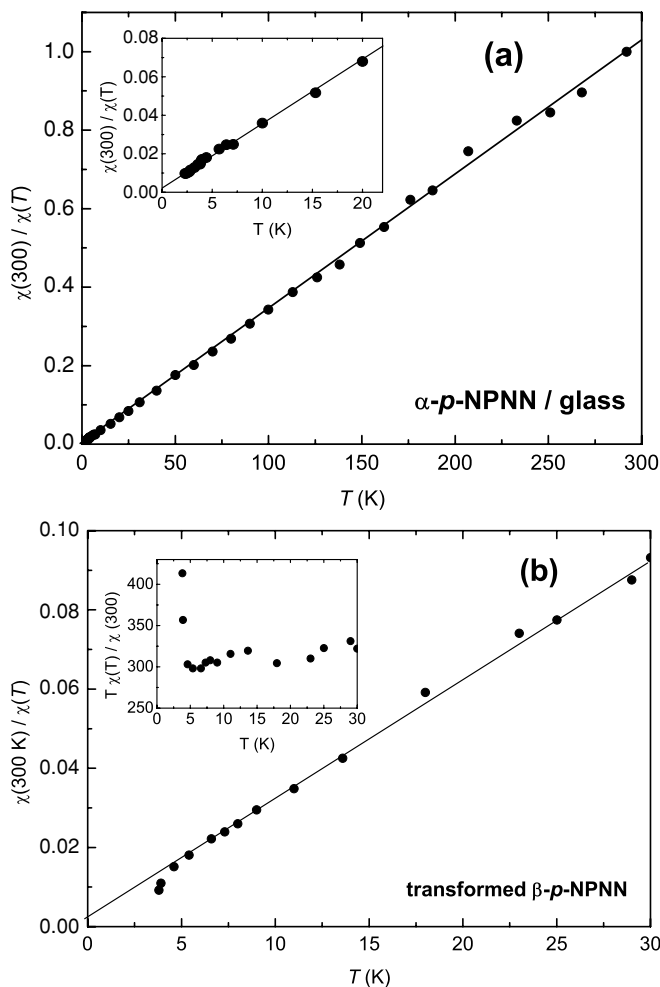 (a)
1.0
0.8
0.6
0.4
0.2
0.0
χ(300) / χ(T)
0.08
0.06
0.04
0.02
0.00
χ(300) / χ(T)
0 5 10 15 20
T (K)
α-p-NPNN / glass
50 100 150 200 250 300
T (K)
(b)
0.10
0.08
0.06
0.04
0.02
0.00
χ(300 K) / χ(T)
400
350
300
250
T χ(T) / χ (300)
0 5 10 15 20 25 30
T (K)
transformed β-p-NPNN
0 5 10 15 20 25 30
T (K)